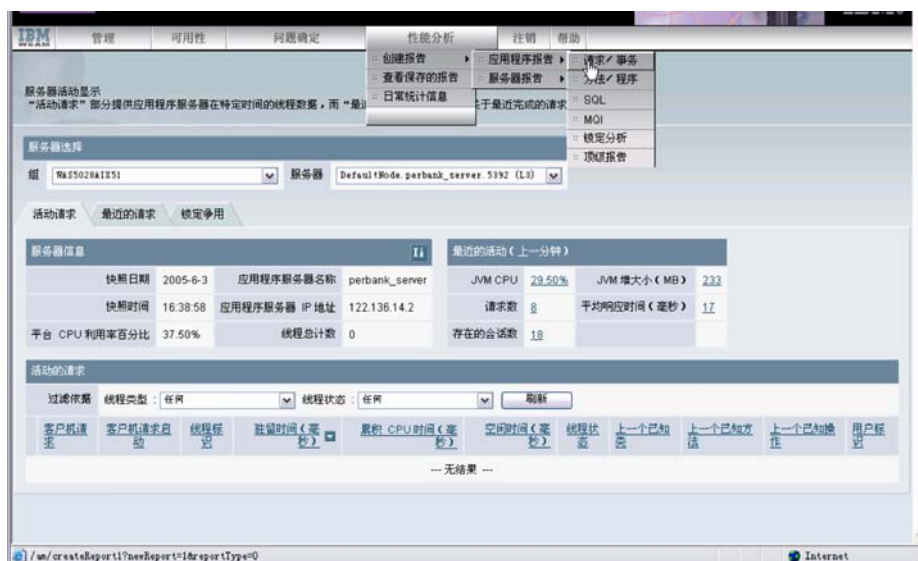 IBM
WSAM
管理 可用性 问题确定 性能分析 注销 帮助
创建报告 应用程序报告 请求/ 事务
查看保存的报告 服务器报告 方法/ 程序
日常统计信息 SQL
MQI
锁定分析
顶级报告
服务器活动显示
“活动请求” 部分提供应用程序服务器在特定时间的线程数据，而 “最近 关于最近完成的请求
服务器选择
组 WAS5028AIX51 服务器 DefaultNode.perbank_server.5392 (L3)
活动请求 最近的请求 锁定争用
服务器信息 最近的活动（上一分钟）
快照日期 2005-6-3 应用程序服务器名称 perbank_server JVM CPU 29.50% JVM 堆大小（MB） 233
快照时间 16:38:58 应用程序服务器 IP 地址 122.136.14.2 请求数 8 平均响应时间（毫秒） 17
平台 CPU 利用率百分比 37.50% 线程总计数 0 存在的会话数 18
活动的请求
过滤依据 线程类型 : 任何 线程状态 : 任何 刷新
客户机请求 客户机请求启动 线程标识 驻留时间（毫秒） 累积 CPU 时间（毫秒） 空闲时间（毫秒） 线程状态 上一个已知类 上一个已知方法 上一个已知操作 用户标识
--- 无结果 ---
/am/createReport1?newReport=1&reportType=0 Internet